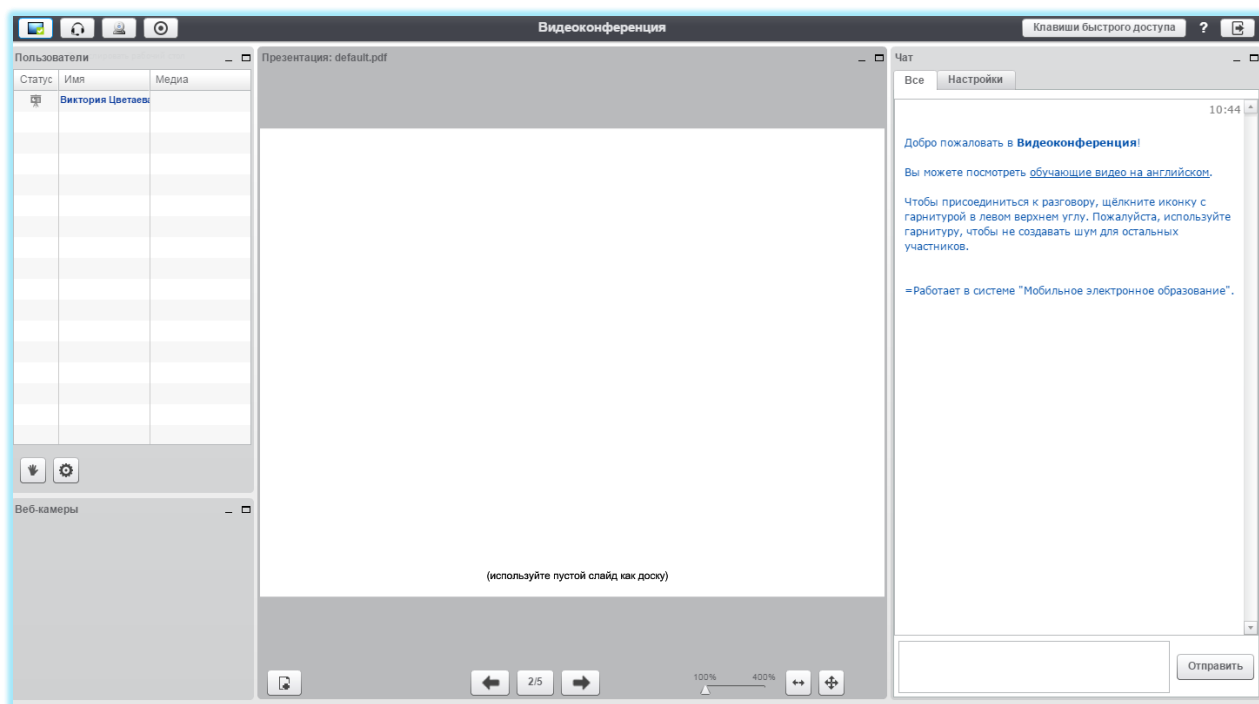 Видеоконференция
Клавиши быстрого доступа
?
Пользователи
Статус Имя Медиа
Виктория Цветаева
Веб-камеры
Презентация: default.pdf
(используйте пустой слайд как доску)
2/5
100% 400%
Чат
Все Настройки
10:44
Добро пожаловать в Видеоконференция!
Вы можете посмотреть обучающие видео на английском.
Чтобы присоединиться к разговору, щёлкните иконку с
гарнитурой в левом верхнем углу. Пожалуйста, используйте
гарнитуру, чтобы не создавать шум для остальных
участников.
=Работает в системе "Мобильное электронное образование".
Отправить